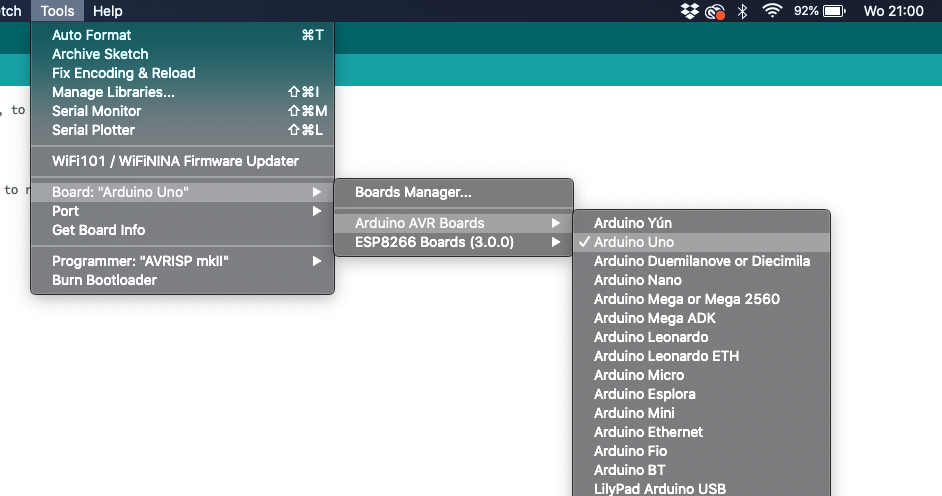 tch Tools Help 92% Wo 21:00
Auto Format ⌘T
Archive Sketch
Fix Encoding & Reload
Manage Libraries... ⇧⌘I
Serial Monitor ⇧⌘M
Serial Plotter ⇧⌘L
WiFi101 / WiFiNINA Firmware Updater
Board: "Arduino Uno"
Port
Get Board Info
Programmer: "AVRISP mkII"
Burn Bootloader
, to
to r
Boards Manager...
Arduino AVR Boards
ESP8266 Boards (3.0.0)
Arduino Yún
✓ Arduino Uno
Arduino Duemilanove or Diecimila
Arduino Nano
Arduino Mega or Mega 2560
Arduino Mega ADK
Arduino Leonardo
Arduino Leonardo ETH
Arduino Micro
Arduino Esplora
Arduino Mini
Arduino Ethernet
Arduino Fio
Arduino BT
LilyPad Arduino USB